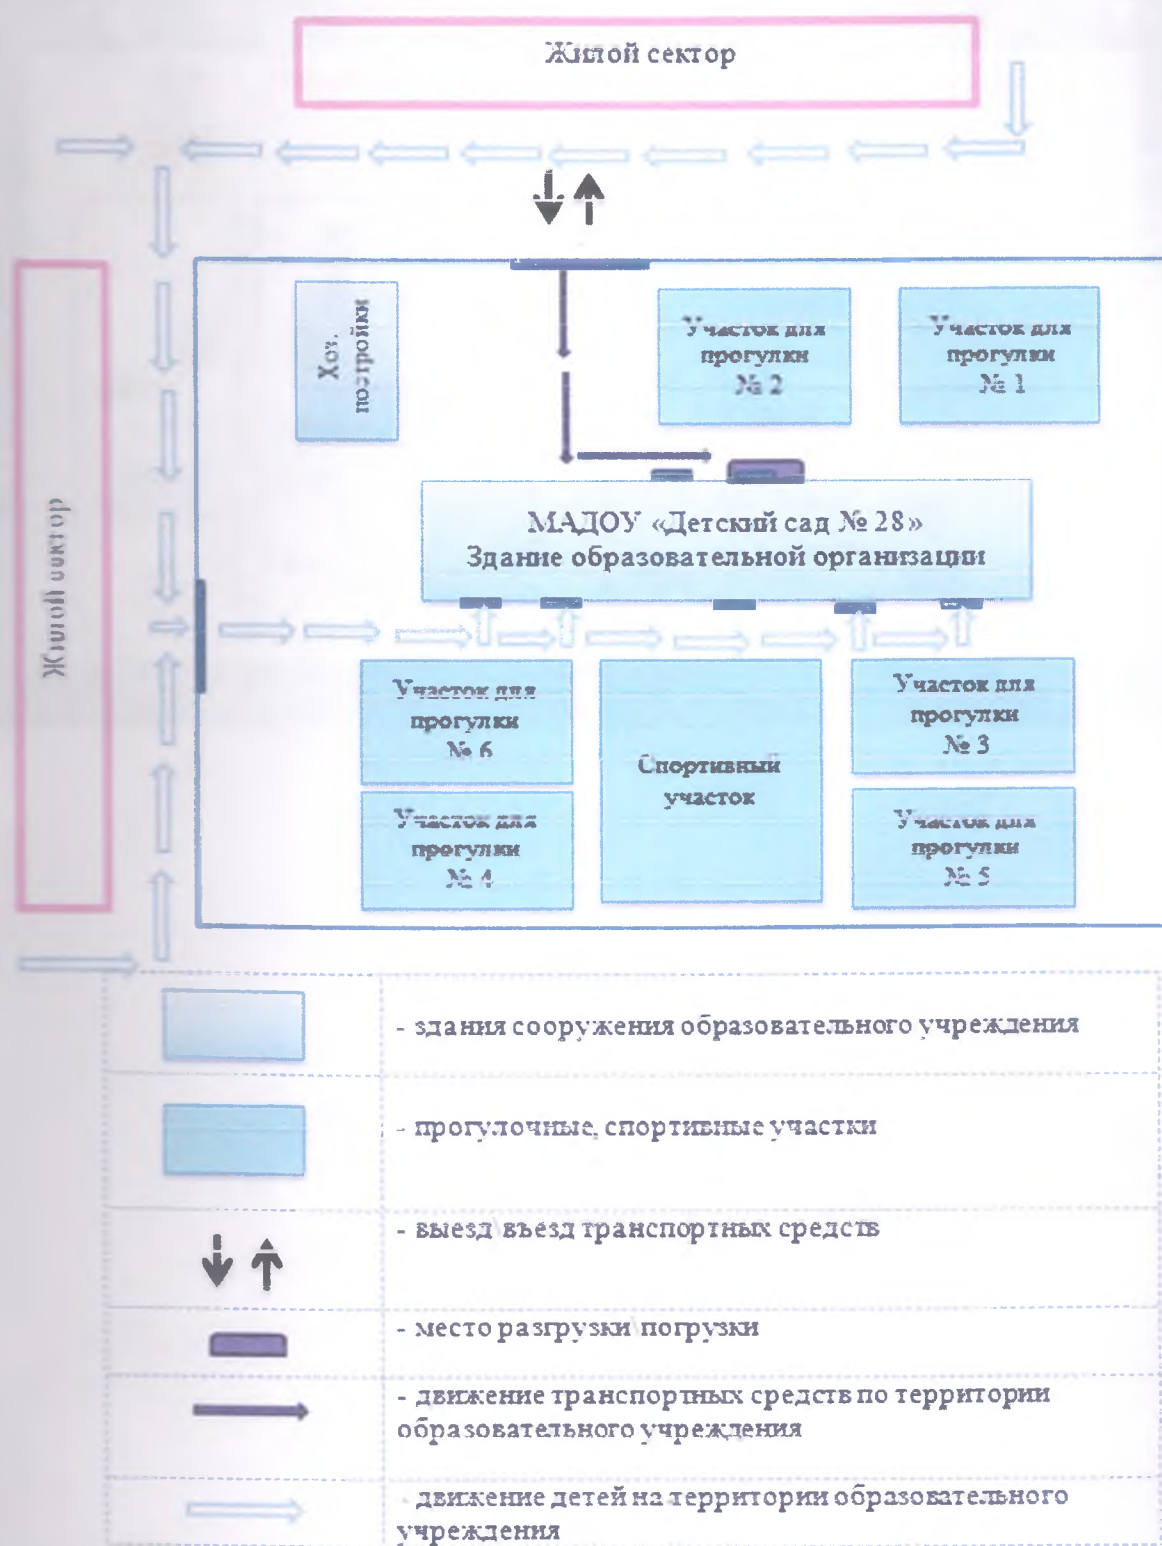 Жилой сектор
Хоз.
постройки
Участок для
прогулки
№ 2
Участок для
прогулки
№ 1
Жилой сектор
МАДОУ «Детский сад № 28»
Здание образовательной организации
Участок для
прогулки
№ 6
Спортивный
участок
Участок для
прогулки
№ 3
Участок для
прогулки
№ 4
Участок для
прогулки
№ 5
- здания сооружения образовательного учреждения
- прогулочные, спортивные участки
- выезд\въезд транспортных средств
- место разгрузки\погрузки
- движение транспортных средств по территории
образовательного учреждения
- движение детей на территории образовательного
учреждения